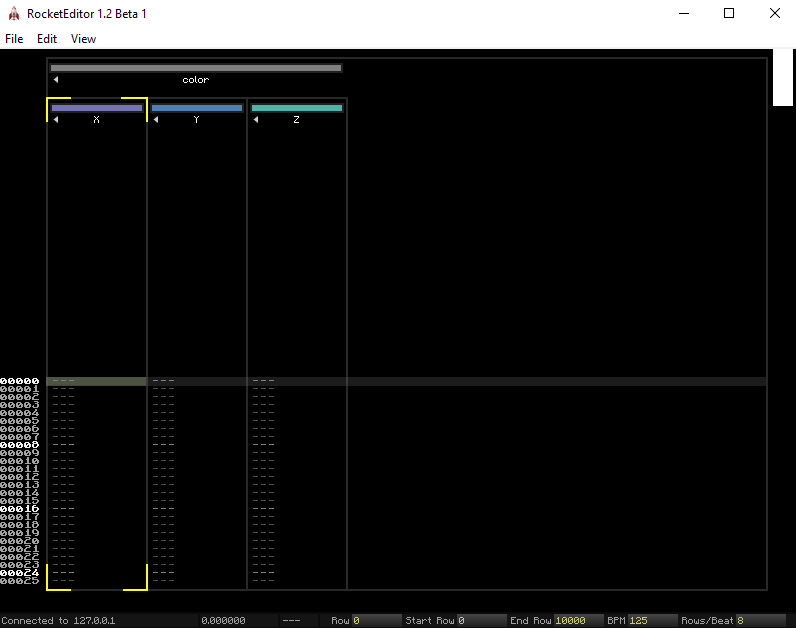 RocketEditor 1.2 Beta 1
File Edit View
color
X Y Z
00000 --- --- ---
00001 --- --- ---
00002 --- --- ---
00003 --- --- ---
00004 --- --- ---
00005 --- --- ---
00006 --- --- ---
00007 --- --- ---
00008 --- --- ---
00009 --- --- ---
00010 --- --- ---
00011 --- --- ---
00012 --- --- ---
00013 --- --- ---
00014 --- --- ---
00015 --- --- ---
00016 --- --- ---
00017 --- --- ---
00018 --- --- ---
00019 --- --- ---
00020 --- --- ---
00021 --- --- ---
00022 --- --- ---
00023 --- --- ---
00024 --- --- ---
00025 --- --- ---
Connected to 127.0.0.1 0.000000 --- Row 0 Start Row 0 End Row 10000 BPM 125 Rows/Beat 8